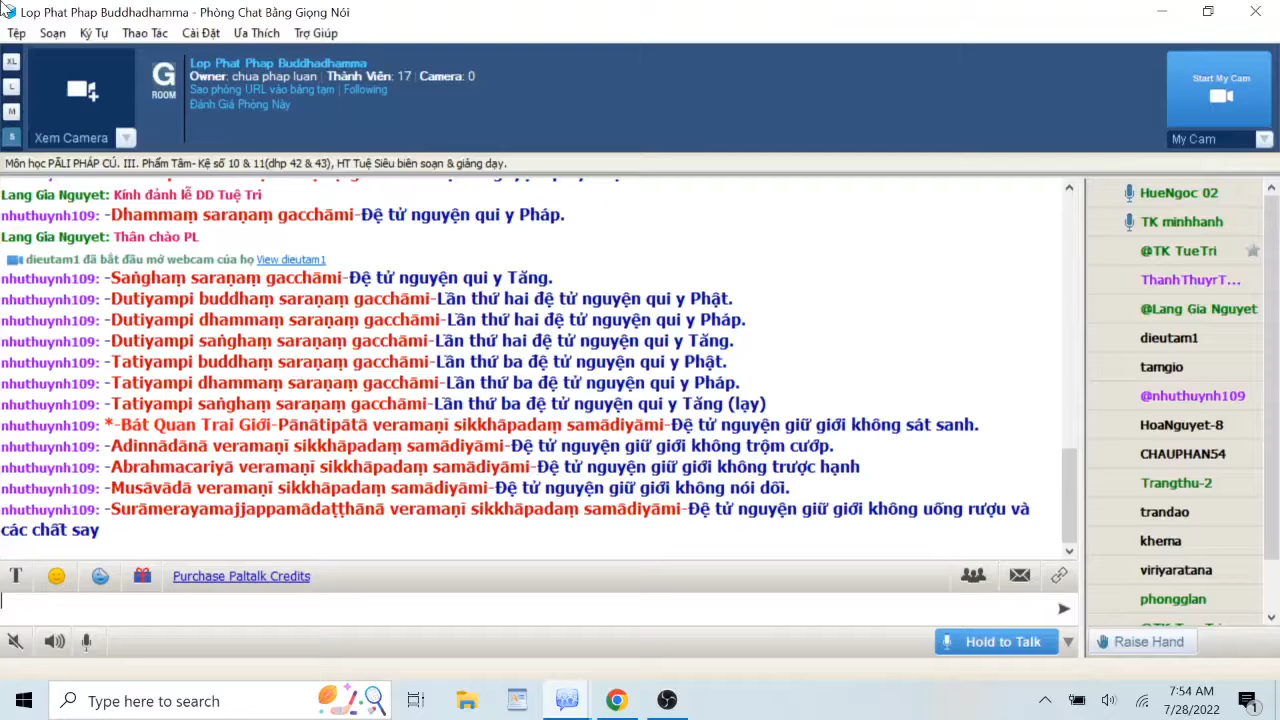 Lop Phat Phap Buddhadhamma - Phòng Chat Bằng Giọng Nói
Tệp Soạn Ký Tự Thao Tác Cài Đặt Ưa Thích Trợ Giúp
XL
L
M
S
Xem Camera
G
ROOM
Lop Phat Phap Buddhadhamma
Owner: chua phap luan | Thành Viên: 17 | Camera: 0
Sao phòng URL vào bảng tạm | Following
Đánh Giá Phòng Này
Start My Cam
My Cam
Môn học PĀLI PHÁP CÚ. III. Phẩm Tâm- Kệ số 10 & 11(dhp 42 & 43), HT Tuệ Siêu biên soạn & giảng dạy.
Lang Gia Nguyet: Kính đảnh lễ DD Tuệ Tri
nhuthuynh109: -Dhammaṃ saraṇaṃ gacchāmi-Đệ tử nguyện qui y Pháp.
Lang Gia Nguyet: Thân chào PL
dieutam1 đã bắt đầu mở webcam của họ View dieutam1
nhuthuynh109: -Saṅghaṃ saraṇaṃ gacchāmi-Đệ tử nguyện qui y Tăng.
nhuthuynh109: -Dutiyampi buddhaṃ saraṇaṃ gacchāmi-Lần thứ hai đệ tử nguyện qui y Phật.
nhuthuynh109: -Dutiyampi dhammaṃ saraṇaṃ gacchāmi-Lần thứ hai đệ tử nguyện qui y Pháp.
nhuthuynh109: -Dutiyampi saṅghaṃ saraṇaṃ gacchāmi-Lần thứ hai đệ tử nguyện qui y Tăng.
nhuthuynh109: -Tatiyampi buddhaṃ saraṇaṃ gacchāmi-Lần thứ ba đệ tử nguyện qui y Phật.
nhuthuynh109: -Tatiyampi dhammaṃ saraṇaṃ gacchāmi-Lần thứ ba đệ tử nguyện qui y Pháp.
nhuthuynh109: -Tatiyampi saṅghaṃ saraṇaṃ gacchāmi-Lần thứ ba đệ tử nguyện qui y Tăng (lạy)
nhuthuynh109: *-Bát Quan Trai Giới-Pānātipātā veramaṇī sikkhāpadaṃ samādiyāmi-Đệ tử nguyện giữ giới không sát sanh.
nhuthuynh109: -Adinnādānā veramaṇī sikkhāpadaṃ samādiyāmi-Đệ tử nguyện giữ giới không trộm cướp.
nhuthuynh109: -Abrahmacariyā veramaṇī sikkhāpadaṃ samādiyāmi-Đệ tử nguyện giữ giới không trược hạnh
nhuthuynh109: -Musāvādā veramaṇī sikkhāpadaṃ samādiyāmi-Đệ tử nguyện giữ giới không nói dối.
nhuthuynh109: -Surāmerayamajjappamādaṭṭhānā veramaṇī sikkhāpadaṃ samādiyāmi-Đệ tử nguyện giữ giới không uống rượu và
các chất say
HueNgoc 02
TK minhhanh
@TK TueTri
ThanhThuyrT...
@Lang Gia Nguyet
dieutam1
tamgio
@nhuthuynh109
HoaNguyet-8
CHAUPHAN54
Trangthu-2
trandao
khema
viriyaratana
phongglan
T Purchase Paltalk Credits
Hold to Talk
Raise Hand
Type here to search
7:54 AM
7/28/2022
1